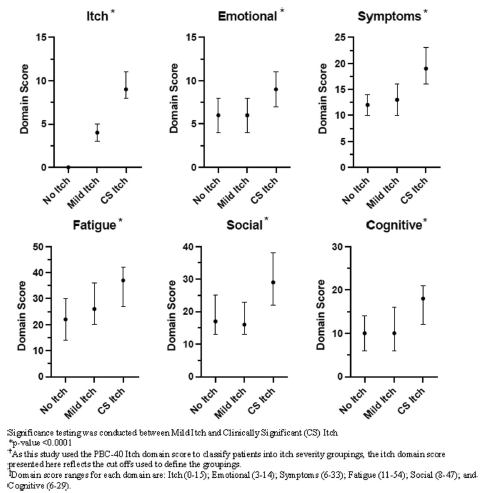 Itch *
Emotional *
Symptoms *
Domain Score
15
10
5
0
No Itch
Mild Itch
CS Itch
Domain Score
15
10
5
0
No Itch
Mild Itch
CS Itch
Domain Score
25
20
15
10
5
0
No Itch
Mild Itch
CS Itch
Fatigue *
Social *
Cognitive *
Domain Score
50
40
30
20
10
0
No Itch
Mild Itch
CS Itch
Domain Score
40
30
20
10
0
No Itch
Mild Itch
CS Itch
Domain Score
30
20
10
0
No Itch
Mild Itch
CS Itch
Significance testing was conducted between Mild Itch and Clinically Significant (CS) Itch
*p-value <0.0001
†As this study used the PBC-40 Itch domain score to classify patients into itch severity groupings, the itch domain score
presented here reflects the cut offs used to define the groupings.
‡Domain score ranges for each domain are: Itch (0-15); Emotional (3-14); Symptoms (6-33); Fatigue (11-54); Social (8-47); and
Cognitive (6-29).